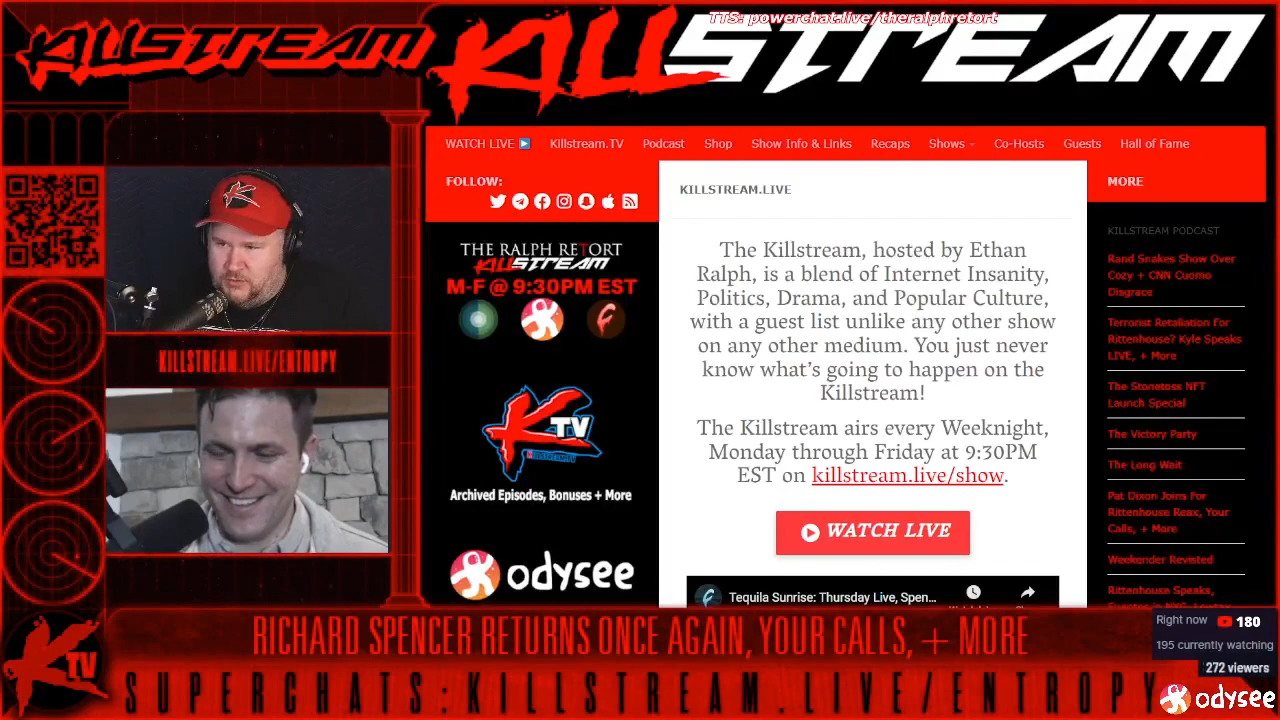 TTS: powerchat.live/theralphretort
KILLSTREAM
KILLSTREAM
WATCH LIVE
Killstream.TV
Podcast
Shop
Show Info & Links
Recaps
Shows
Co-Hosts
Guests
Hall of Fame
FOLLOW:
THE RALPH RETORT
KILLSTREAM
M-F @ 9:30PM EST
KTV
Archived Episodes, Bonuses + More
odysee
KILLSTREAM.LIVE
The Killstream, hosted by Ethan
Ralph, is a blend of Internet Insanity,
Politics, Drama, and Popular Culture,
with a guest list unlike any other show
on any other medium. You just never
know what's going to happen on the
Killstream!
The Killstream airs every Weeknight,
Monday through Friday at 9:30PM
EST on killstream.live/show.
WATCH LIVE
Tequila Sunrise: Thursday Live, Spen...
MORE
KILLSTREAM PODCAST
Rand Snakes Show Over
Cozy + CNN Cuomo
Disgrace
Terrorist Retaliation For
Rittenhouse? Kyle Speaks
LIVE, + More
The Stonetoss NFT
Launch Special
The Victory Party
The Long Wait
Pat Dixon Joins For
Rittenhouse Reax, Your
Calls, + More
Weekender Revisited
Rittenhouse Speaks,
KILLSTREAM.LIVE/ENTROPY
RICHARD SPENCER RETURNS ONCE AGAIN, YOUR CALLS, + MORE
KTV
SUPERCHATS:KILLSTREAM.LIVE/ENTROPY
Right now 180
195 currently watching
272 viewers
odysee